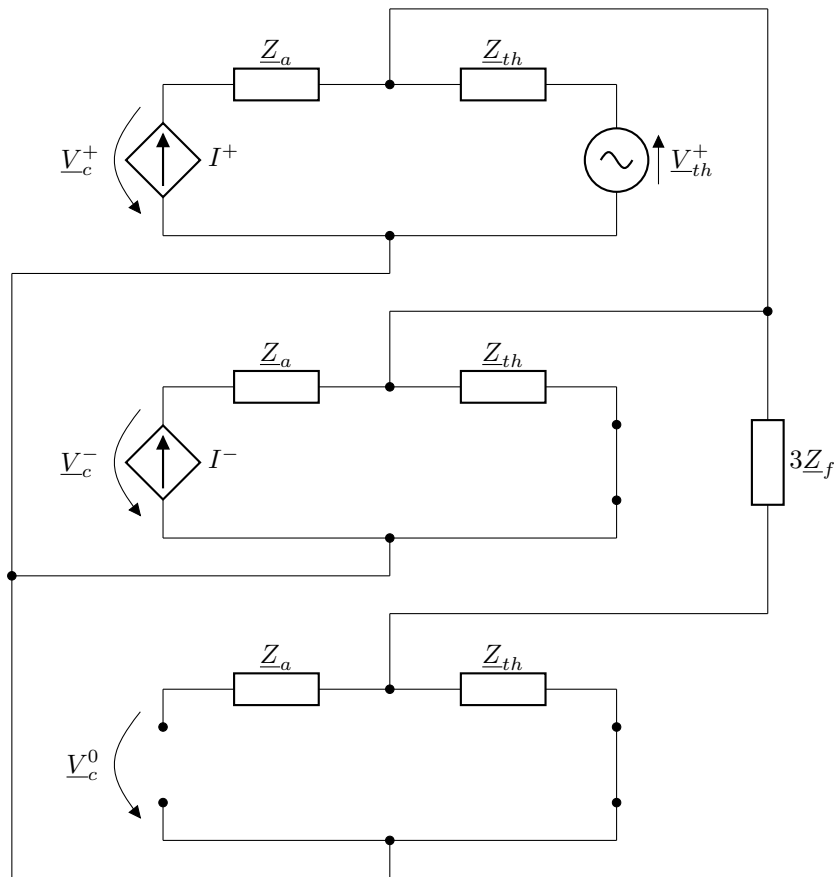 Z_a Z_th
V_c^+ I^+ V_th^+
Z_a Z_th
V_c^- I^- 3Z_f
Z_a Z_th
V_c^0